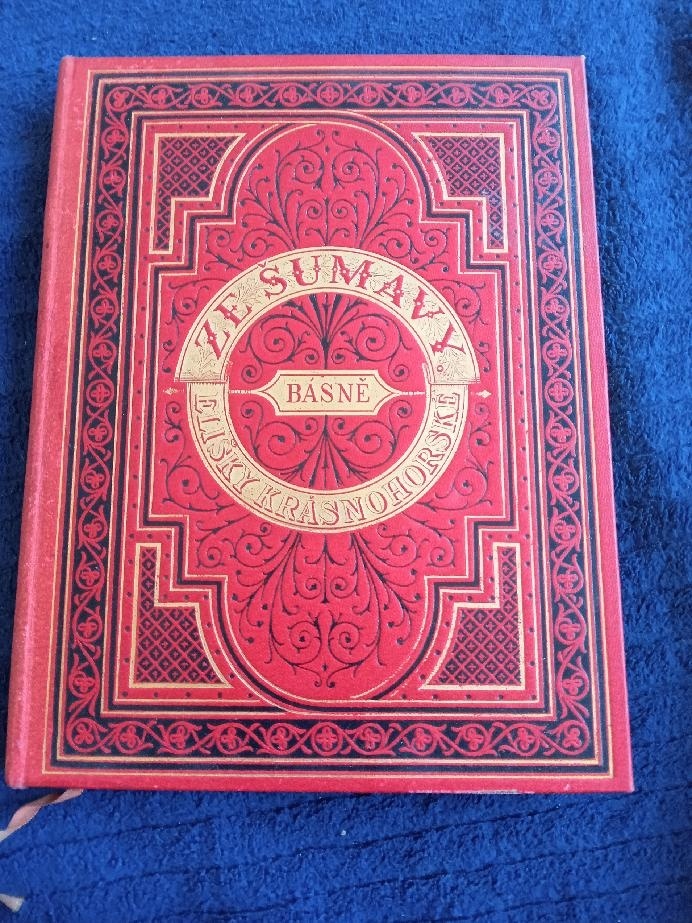 ZE ŠUMAVY.
BÁSNĚ
ELIŠKY KRÁSNOHORSKÉ